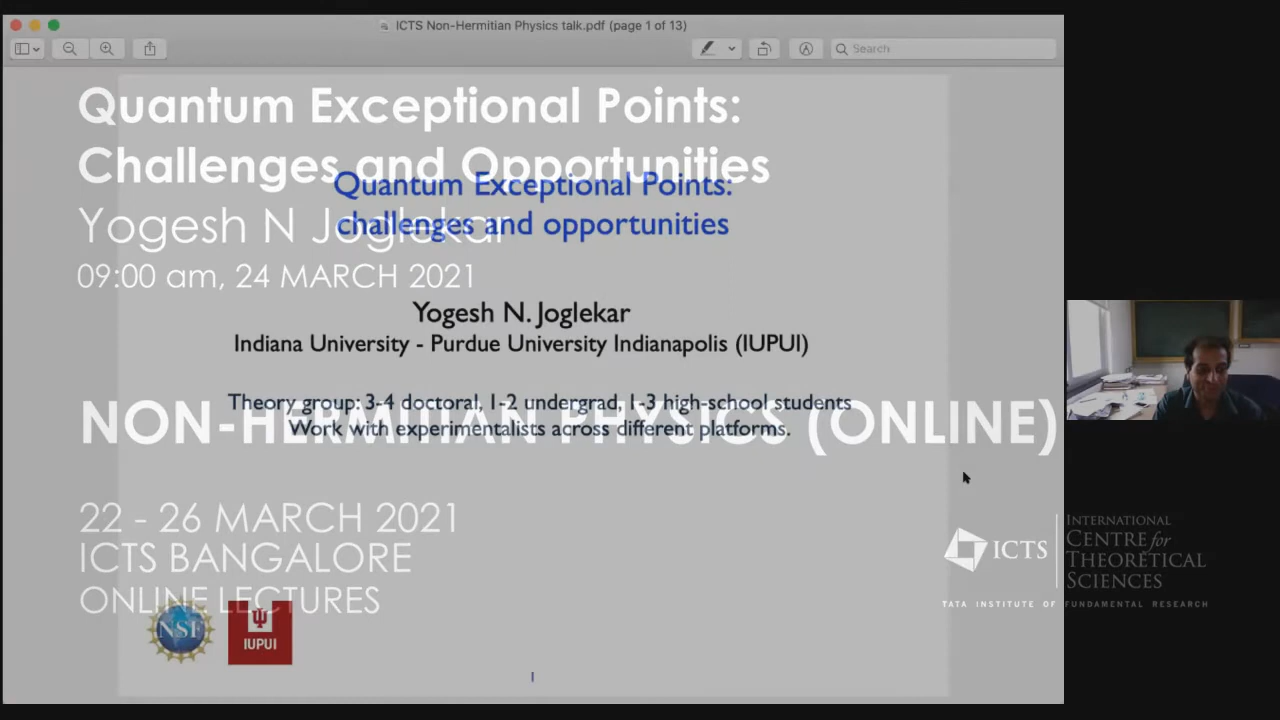 ICTS Non-Hermitian Physics talk.pdf (page 1 of 13)
Search
Quantum Exceptional Points:
Challenges and Opportunities
Yogesh N Joglekar
09:00 am, 24 MARCH 2021
Quantum Exceptional Points:
challenges and opportunities
Yogesh N. Joglekar
Indiana University - Purdue University Indianapolis (IUPUI)
Theory group: 3-4 doctoral, 1-2 undergrad, 1-3 high-school students
Work with experimentalists across different platforms.
NON-HERMITIAN PHYSICS (ONLINE)
22 - 26 MARCH 2021
ICTS BANGALORE
ONLINE LECTURES
NSF
IUPUI
1
ICTS
INTERNATIONAL
CENTRE for
THEORETICAL
SCIENCES
TATA INSTITUTE OF FUNDAMENTAL RESEARCH